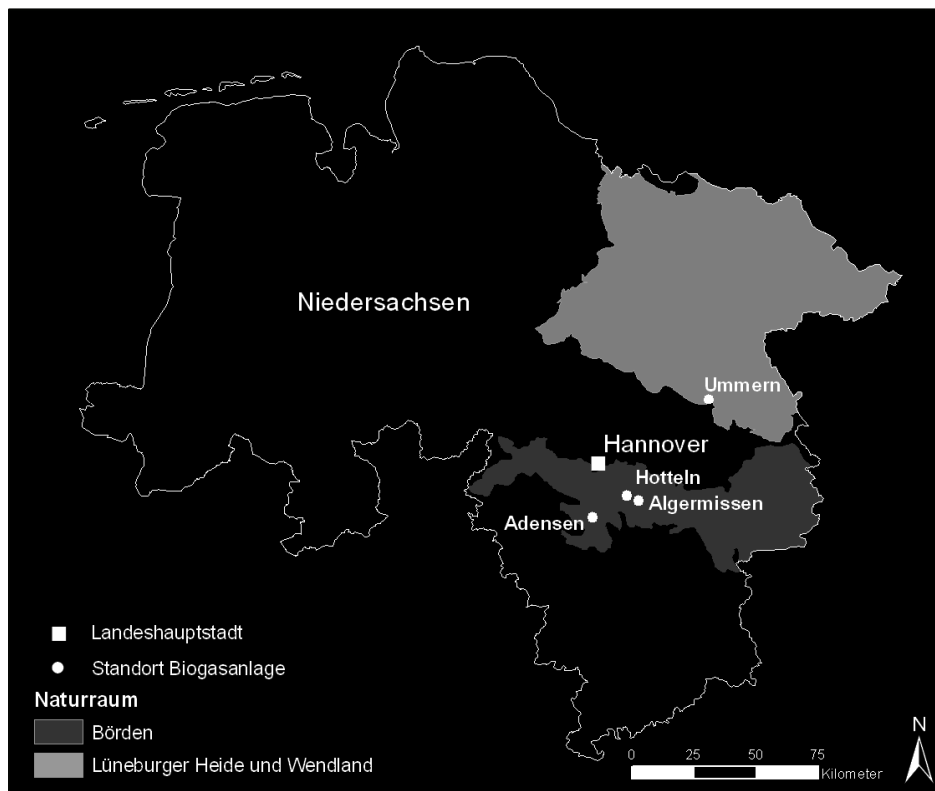 Niedersachsen
Ummern
Hannover
Hotteln
Algermissen
Adensen
Landeshauptstadt
Standort Biogasanlage
Naturraum
Börden
Lüneburger Heide und Wendland
0 25 50 75
Kilometer
N